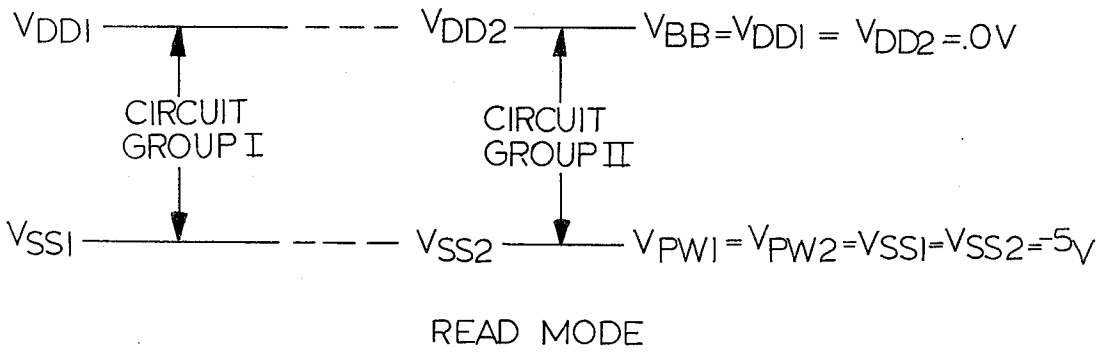 VDD1 VDD2 VBB=VDD1= VDD2=.0V
CIRCUIT GROUP I
CIRCUIT GROUP II
VSS1 VSS2 VPW1=VPW2=VSS1=VSS2=-5V
READ MODE